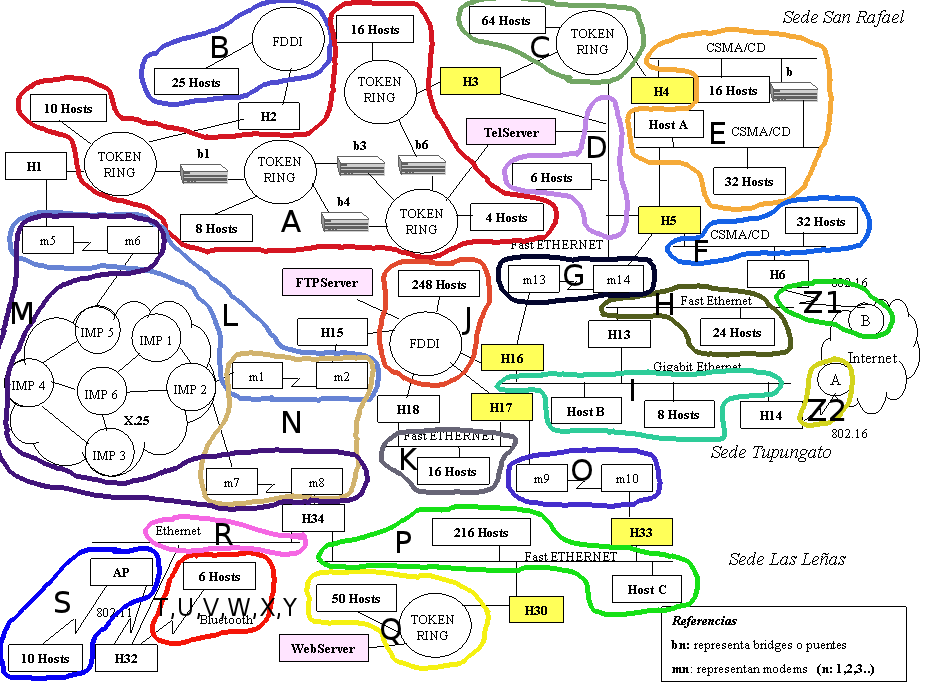 Sede San Rafael
64 Hosts
C
TOKEN
RING
16 Hosts
B
FDDI
CSMA/CD
TOKEN
RING
25 Hosts
H3
H4
16 Hosts
b
10 Hosts
H2
TelServer
Host A
E
CSMA/CD
D
H1
TOKEN
RING
b1
TOKEN
RING
b3
b6
6 Hosts
32 Hosts
A
8 Hosts
b4
TOKEN
RING
4 Hosts
H5
32 Hosts
CSMA/CD
F
Fast ETHERNET
m5
m6
m13
G
m14
H6
802.16
FTPServer
248 Hosts
H
Fast Ethernet
Z1
B
M
L
J
IMP 5
IMP 1
H15
FDDI
H13
24 Hosts
H16
Internet
Gigabit Ethernet
IMP 4
IMP 6
IMP 2
m1
m2
I
A
X.25
N
H18
H17
Host B
8 Hosts
H14
Z2
802.16
IMP 3
Fast ETHERNET
K
16 Hosts
Sede Tupungato
m7
m8
m9
O
m10
H34
Ethernet
R
P
216 Hosts
H33
Fast ETHERNET
Sede Las Leñas
AP
6 Hosts
Host C
S
802.11
T,U,V,W,X,Y
Bluetooth
50 Hosts
Q
TOKEN
RING
H30
Referencias
bn: representa bridges o puentes
mn: representan modems (n: 1,2,3..)
10 Hosts
H32
WebServer